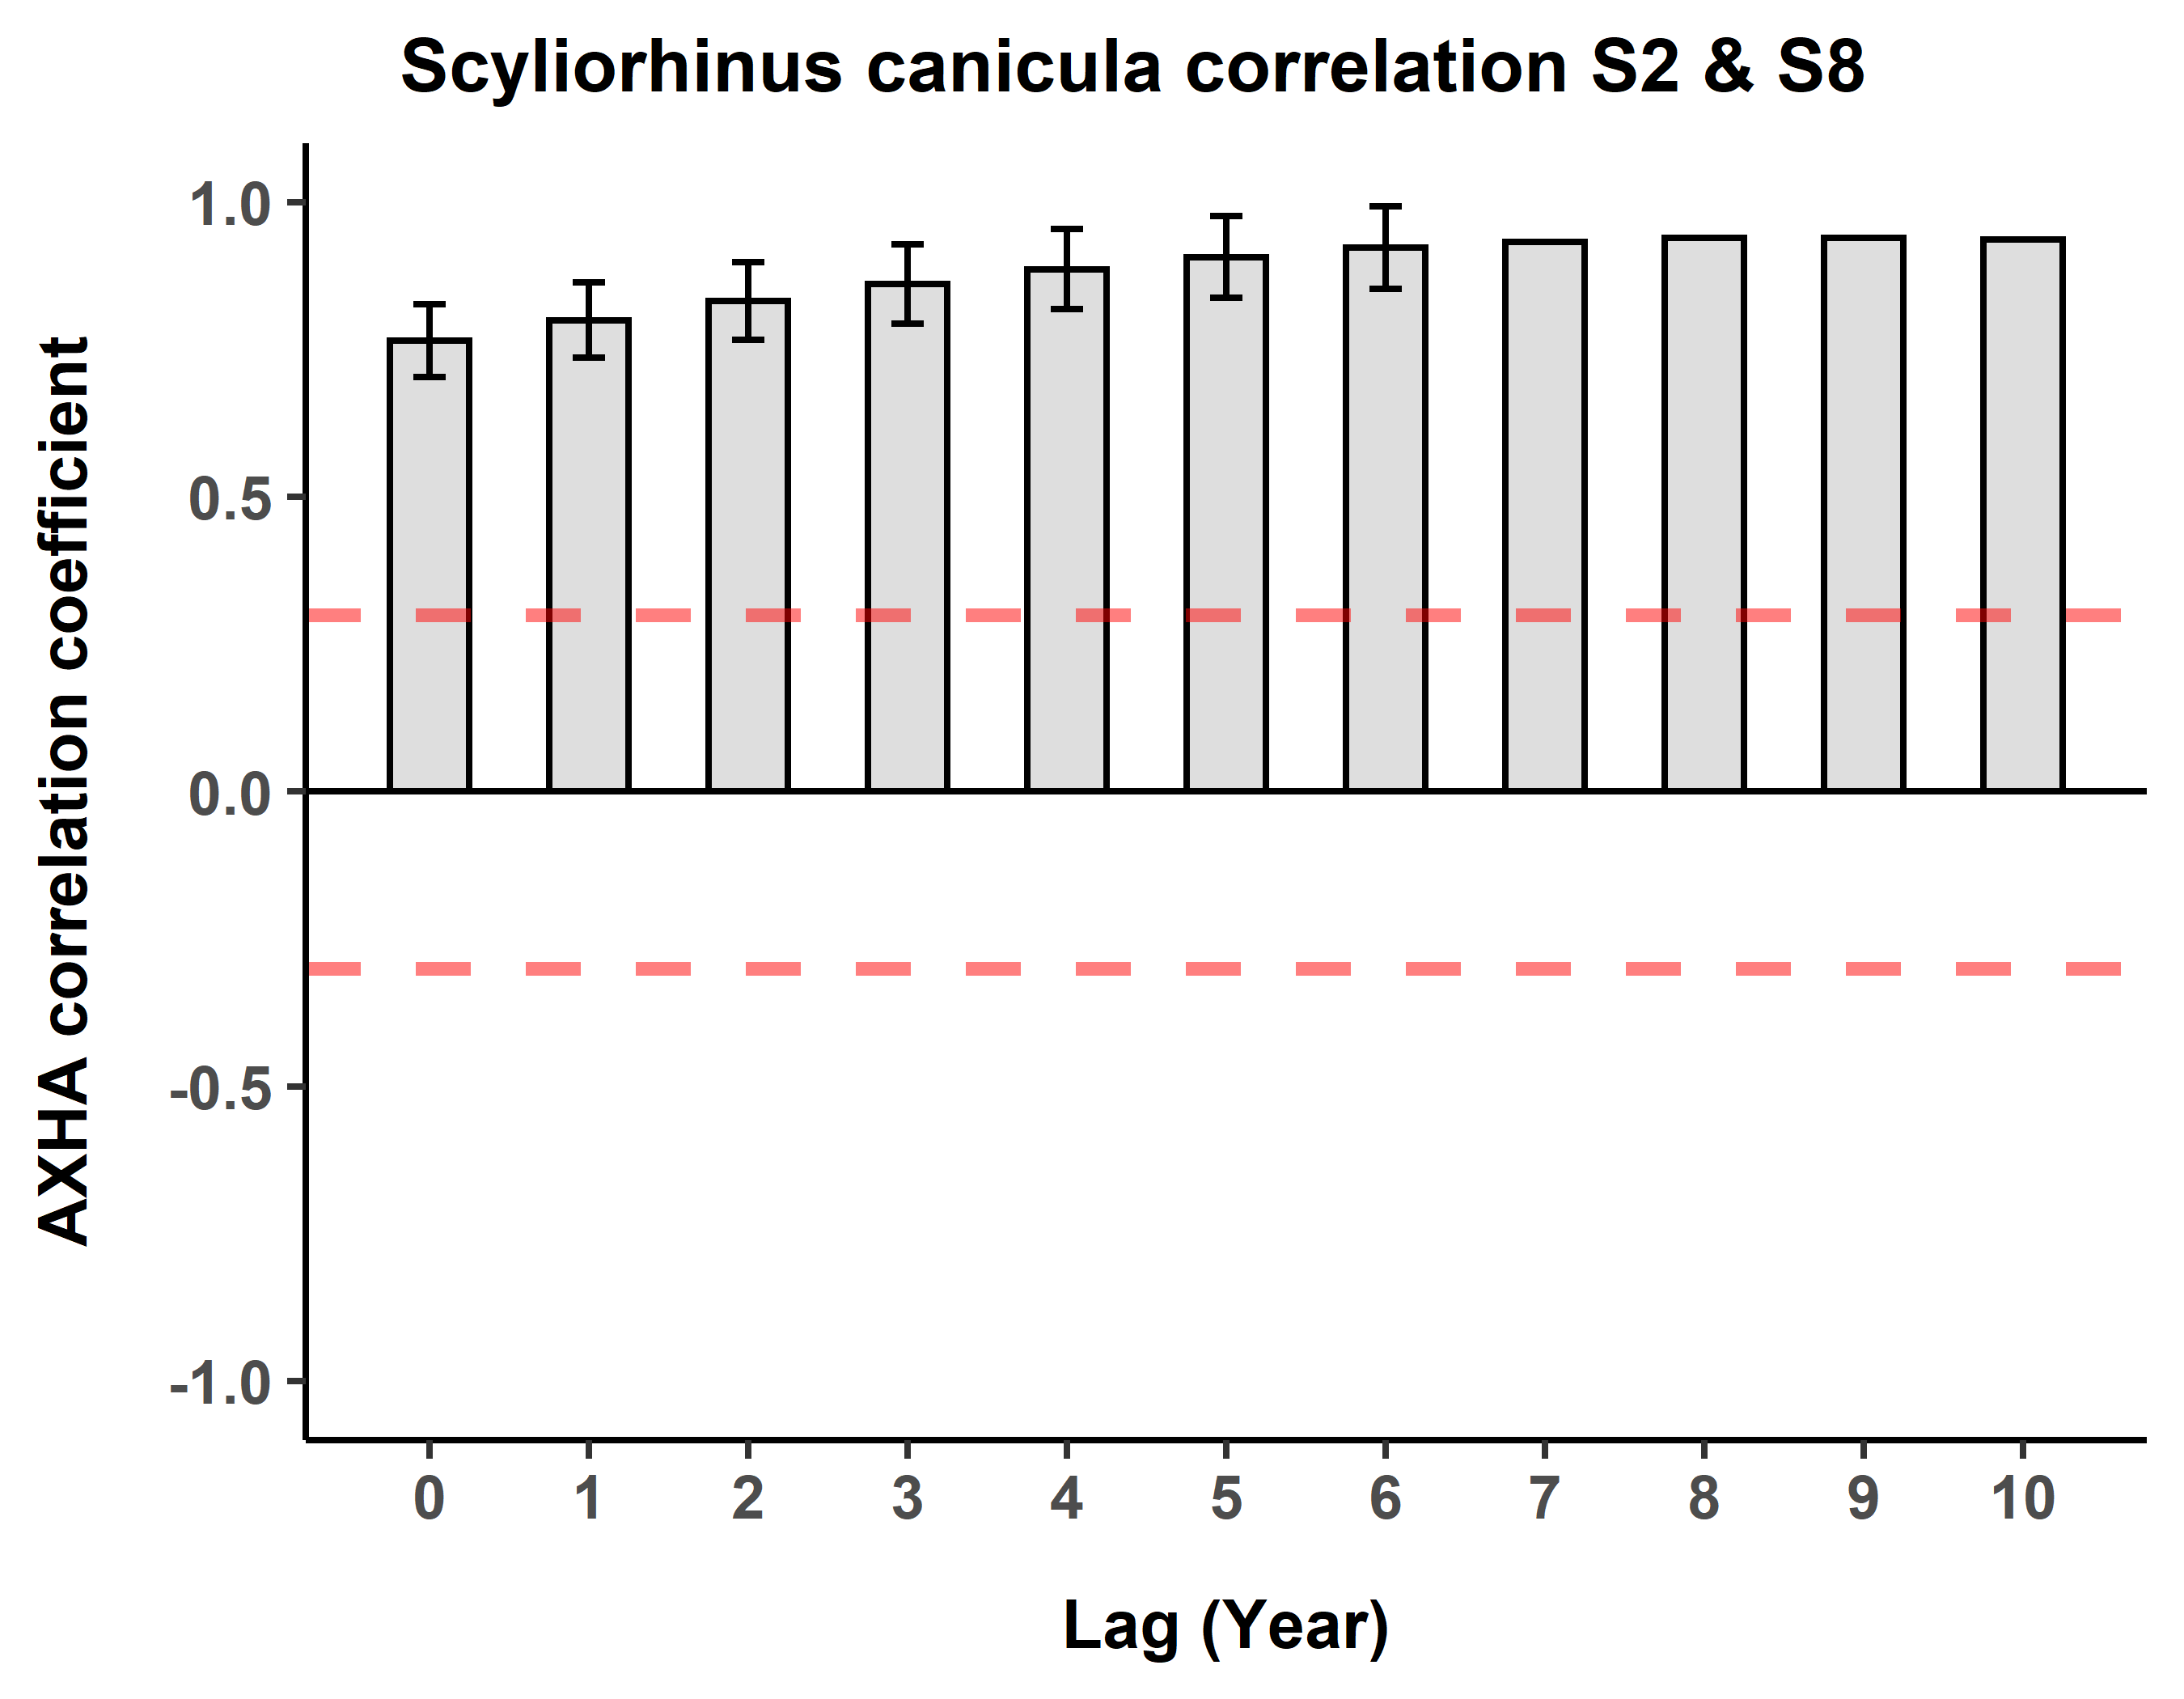 Scyliorhinus canicula correlation S2 & S8
AXHA correlation coefficient
1.0
0.5
0.0
-0.5
-1.0
0 1 2 3 4 5 6 7 8 9 10
Lag (Year)